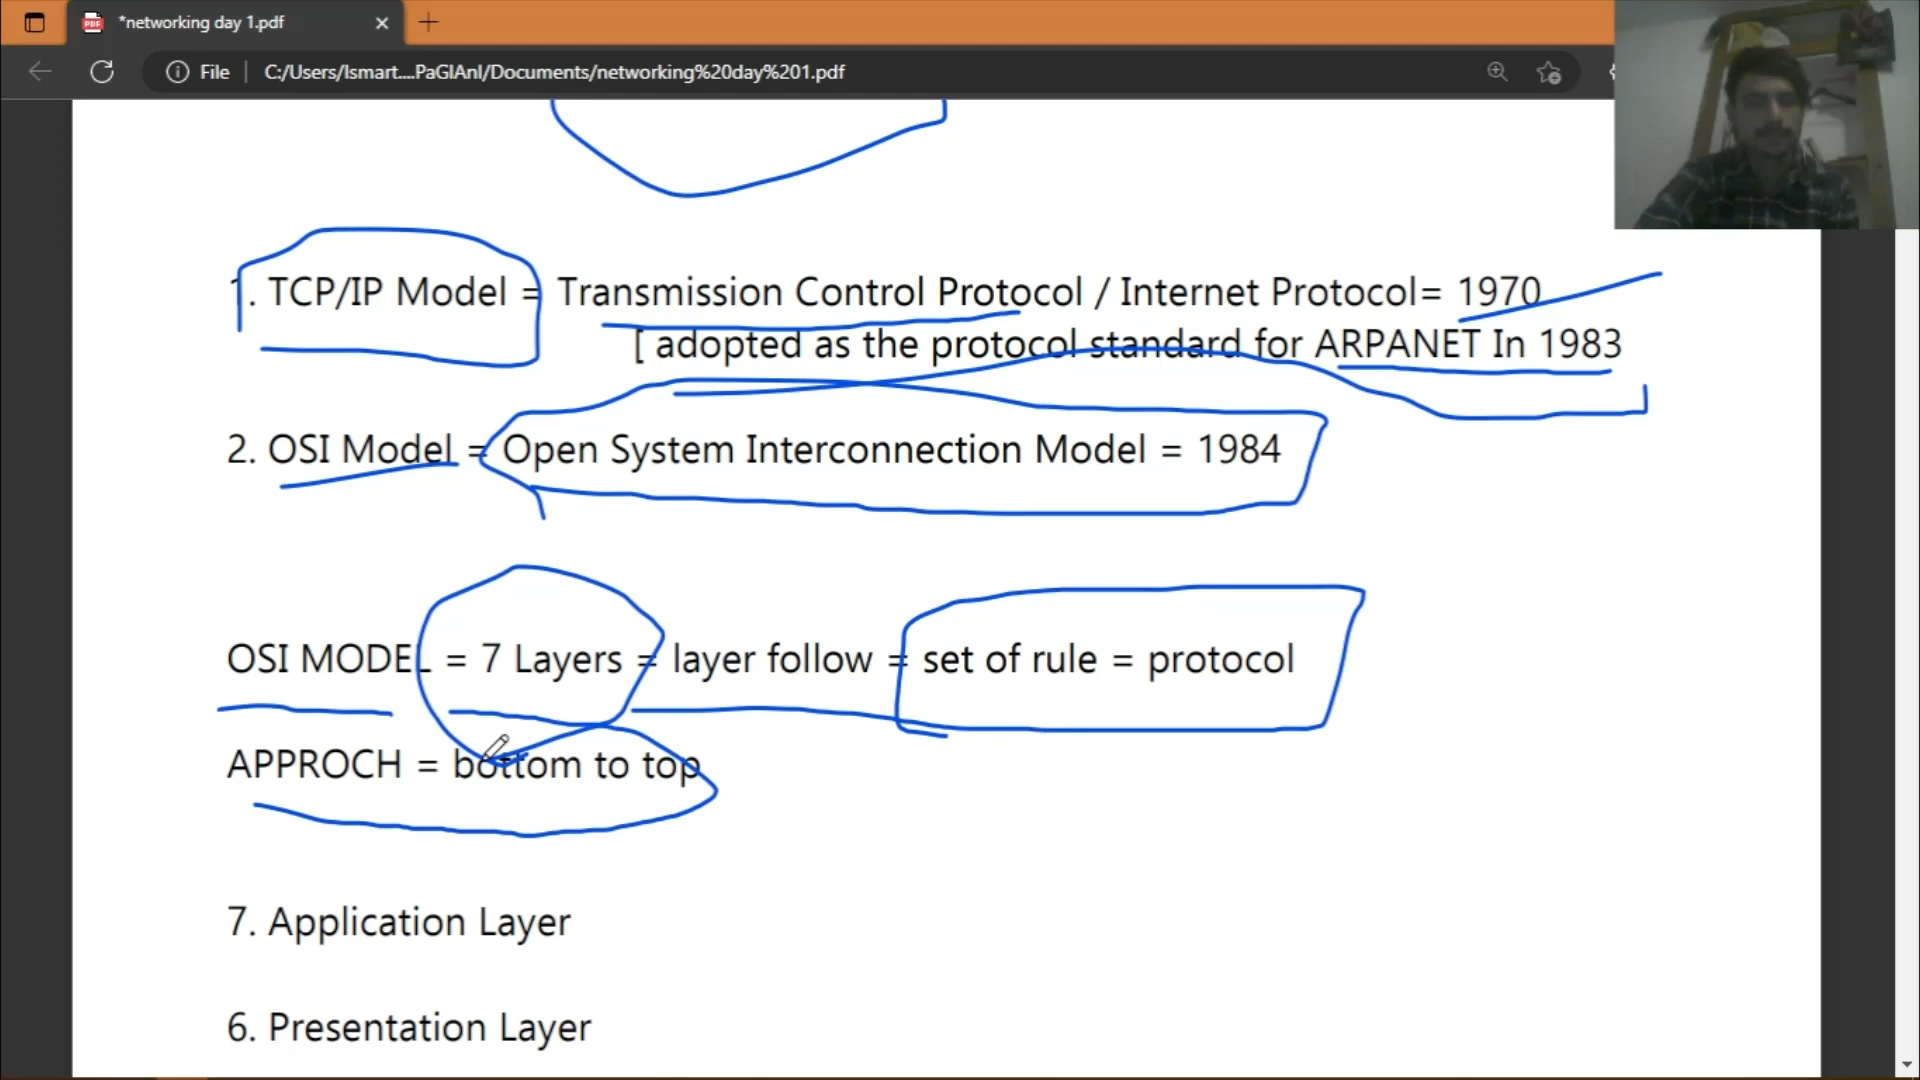 *networking day 1.pdf
File
C:/Users/Ismart....PaGlAnI/Documents/networking%20day%201.pdf
1. TCP/IP Model = Transmission Control Protocol / Internet Protocol= 1970
[ adopted as the protocol standard for ARPANET In 1983
2. OSI Model = Open System Interconnection Model = 1984
OSI MODEL = 7 Layers = layer follow = set of rule = protocol
APPROCH = bottom to top
7. Application Layer
6. Presentation Layer